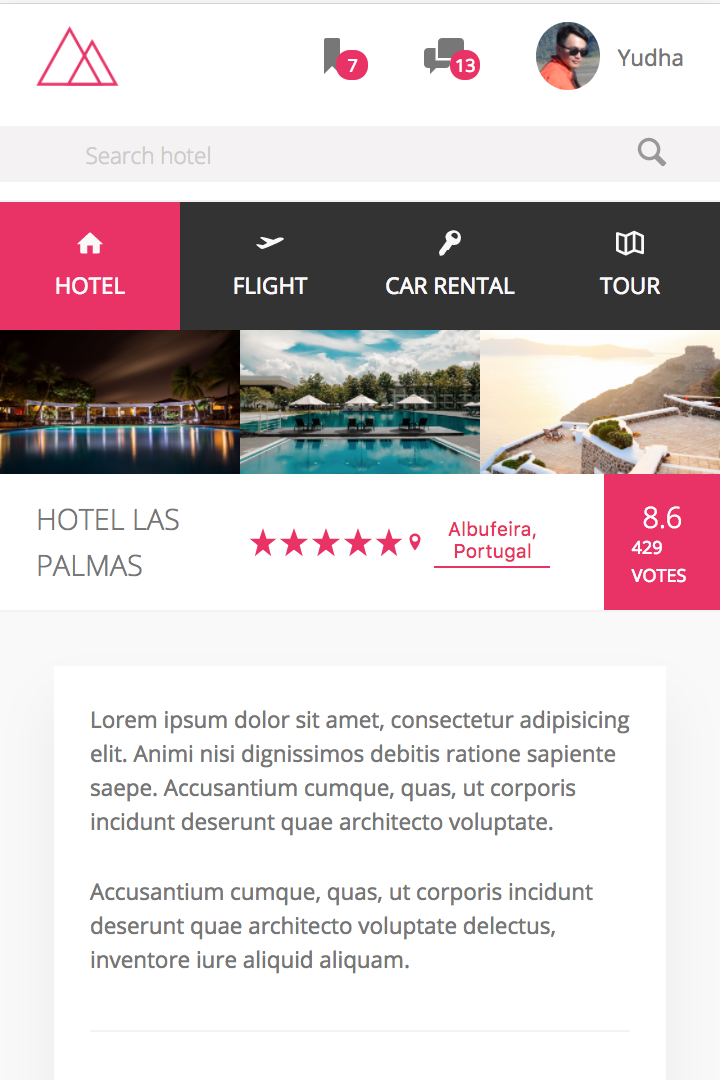 7
13
Yudha
Search hotel
HOTEL
FLIGHT
CAR RENTAL
TOUR
HOTEL LAS
PALMAS
Albufeira,
Portugal
8.6
429
VOTES
Lorem ipsum dolor sit amet, consectetur adipisicing
elit. Animi nisi dignissimos debitis ratione sapiente
saepe. Accusantium cumque, quas, ut corporis
incidunt deserunt quae architecto voluptate.
Accusantium cumque, quas, ut corporis incidunt
deserunt quae architecto voluptate delectus,
inventore iure aliquid aliquam.